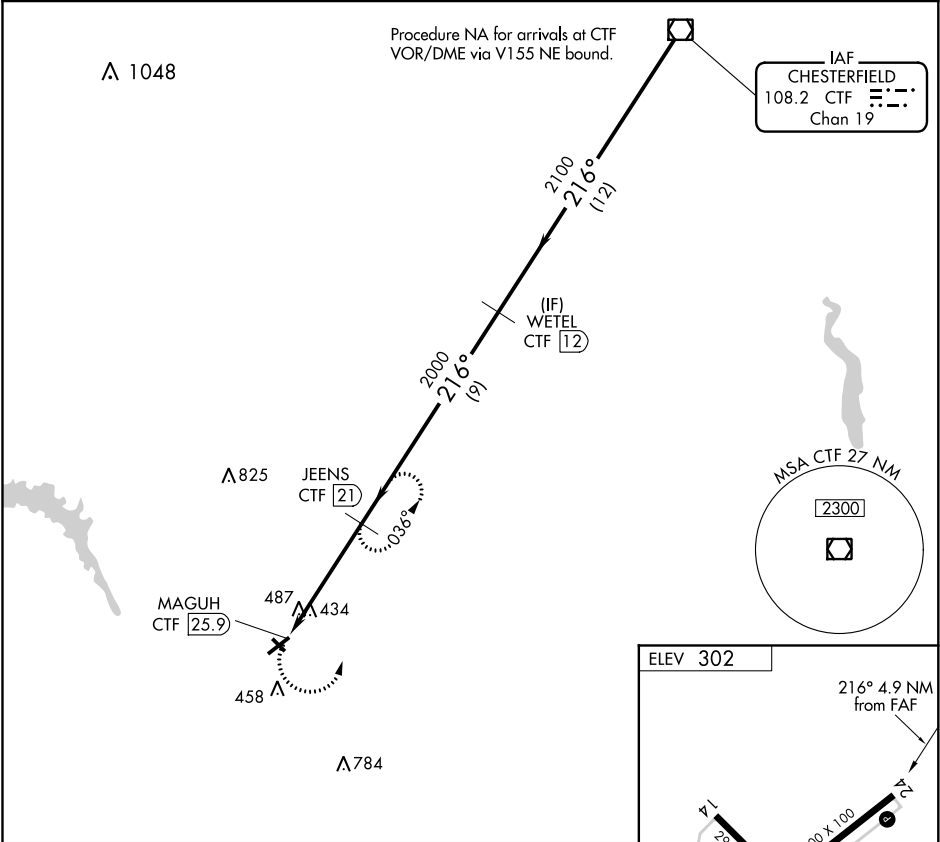 Procedure NA for arrivals at CTF
VOR/DME via V155 NE bound.
1048
IAF
CHESTERFIELD
108.2 CTF
Chan 19
2100
216°
(12)
(IF)
WETEL
CTF 12
2000
216°
(9)
825
JEENS
CTF 21
036°
MSA CTF 27 NM
2300
MAGUH
CTF 25.9
487
434
458
784
ELEV 302
216° 4.9 NM
from FAF
24
14
P